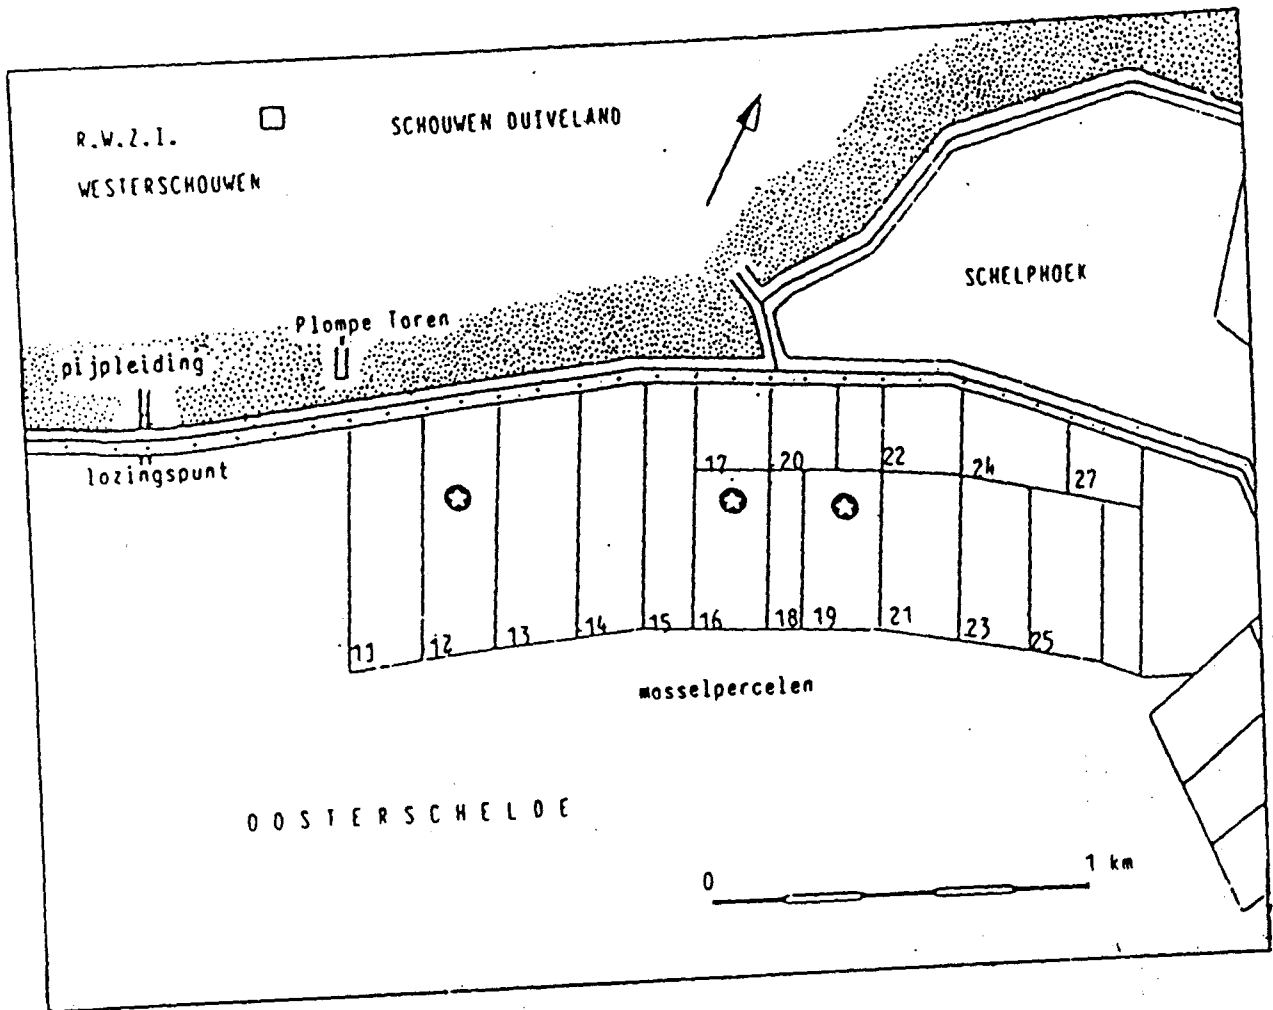 R.W.Z.I.
SCHOUWEN DUIVELAND
WESTERSCHOUWEN
SCHELPHOEK
Plompe Toren
pijpleiding
lozingspunt
17 20 22 24 27
11 12 13 14 15 16 18 19 21 23 25
mosselpercelen
OOSTERSCHELDE
0 1 km